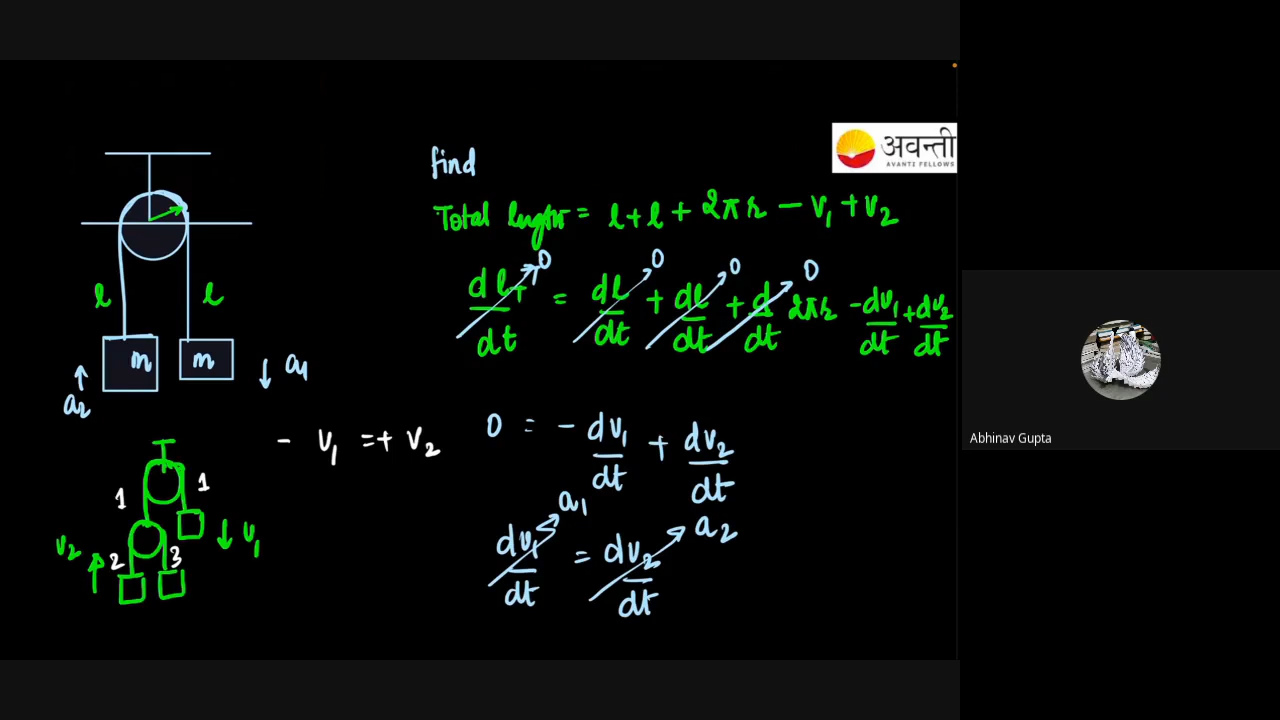 find
अवन्ती
AVANTI FELLOWS
Total length = l + l + 2πr - v₁ + v₂
dl_T/dt = dl/dt + dl/dt + d/dt 2πr - dv₁/dt + dv₂/dt
0 0 0 0
l l
m m
a₂ ↑ ↓ a₁
- v₁ = + v₂
0 = - dv₁/dt + dv₂/dt
dv₁/dt = dv₂/dt
a₁ a₂
1 1
v₂ ↑ 2 3 ↓ v₁
Abhinav Gupta